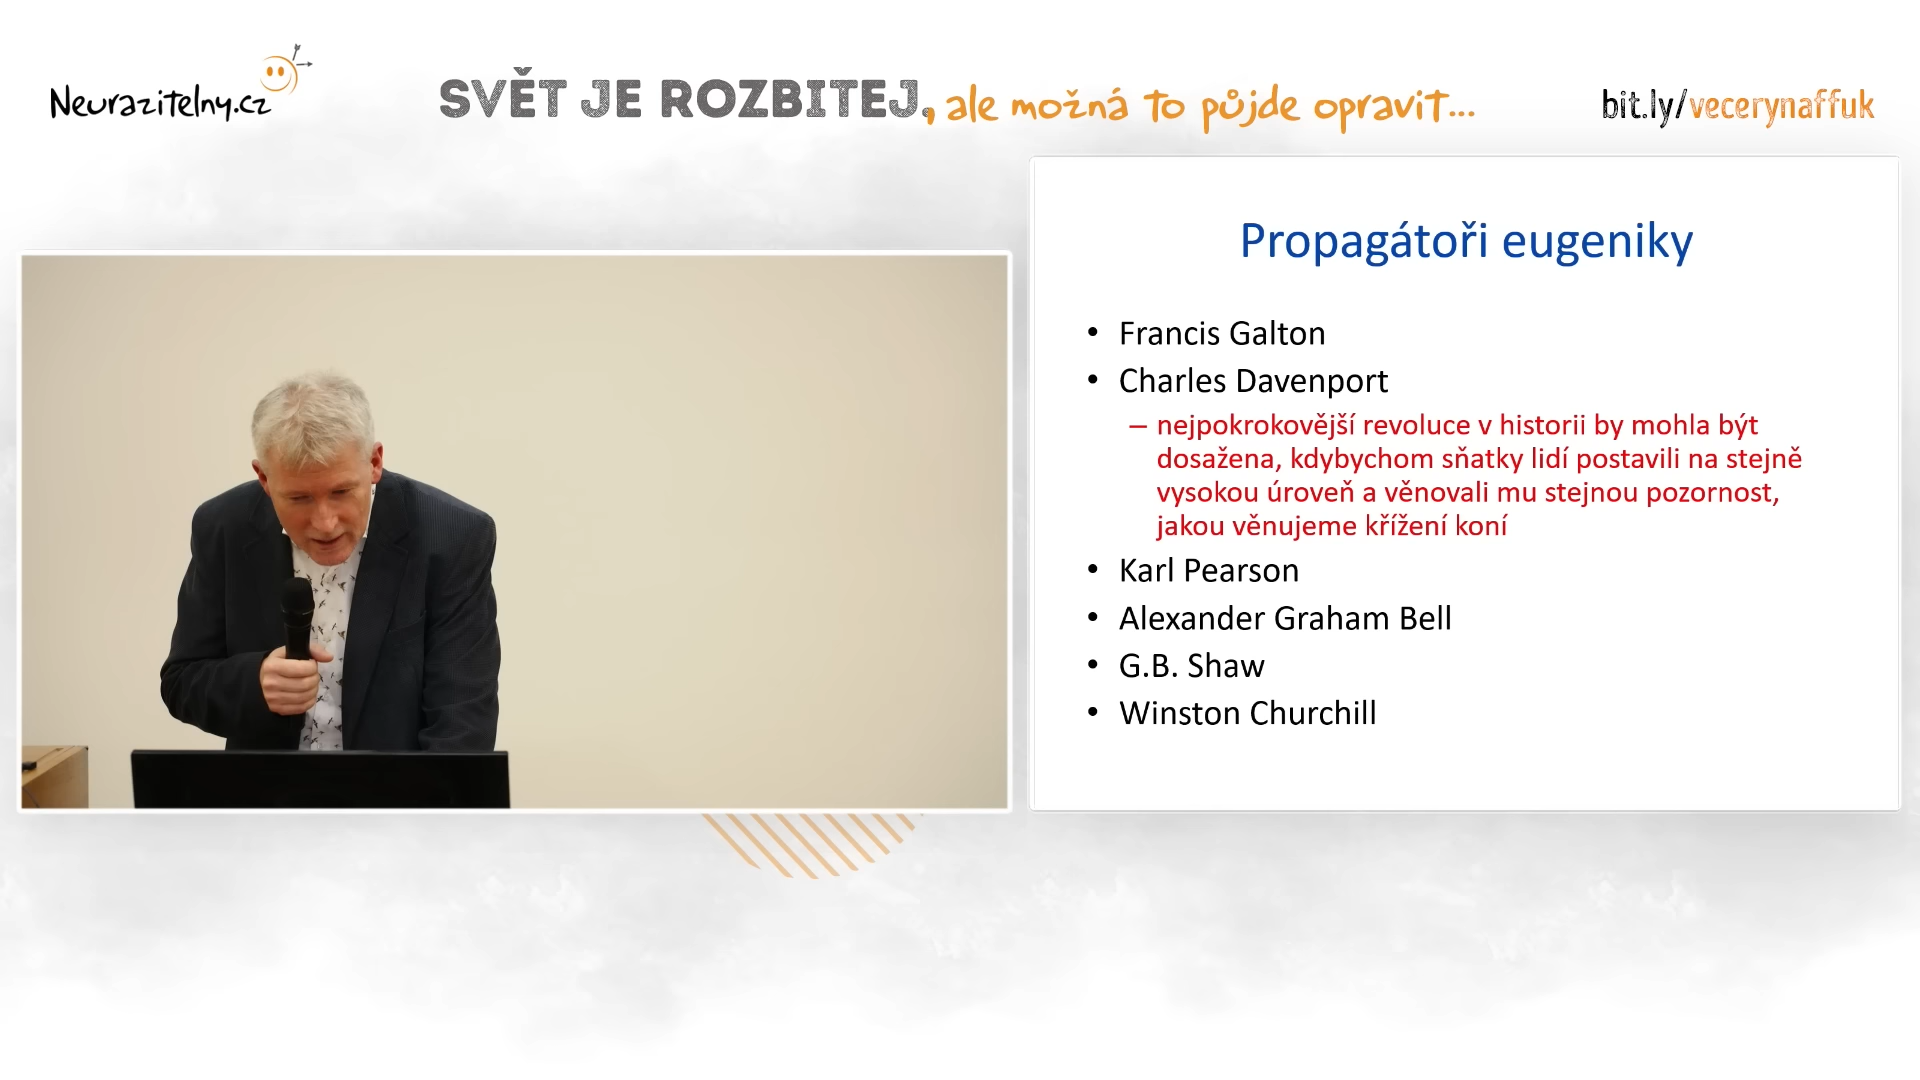 Neurazitelny.cz
SVĚT JE ROZBITEJ, ale možná to půjde opravit...
bit.ly/vecerynaffuk
Propagátoři eugeniky
• Francis Galton
• Charles Davenport
– nejpokrokovější revoluce v historii by mohla být
dosažena, kdybychom sňatky lidí postavili na stejně
vysokou úroveň a věnovali mu stejnou pozornost,
jakou věnujeme křížení koní
• Karl Pearson
• Alexander Graham Bell
• G.B. Shaw
• Winston Churchill